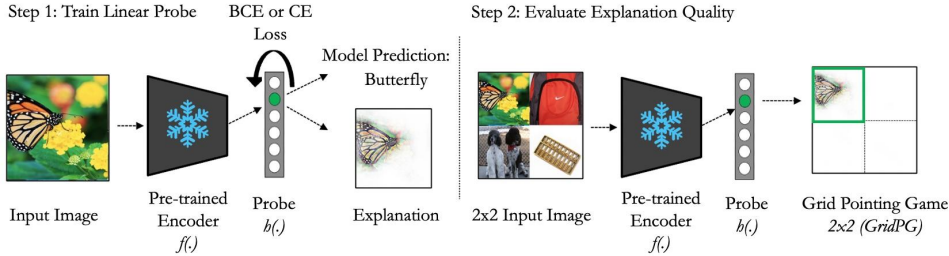 Step 1: Train Linear Probe
BCE or CE
Loss
Model Prediction:
Butterfly
Input Image
Pre-trained
Encoder
f(.)
Probe
h(.)
Explanation
Step 2: Evaluate Explanation Quality
2x2 Input Image
Pre-trained
Encoder
f(.)
Probe
h(.)
Grid Pointing Game
2x2 (GridPG)